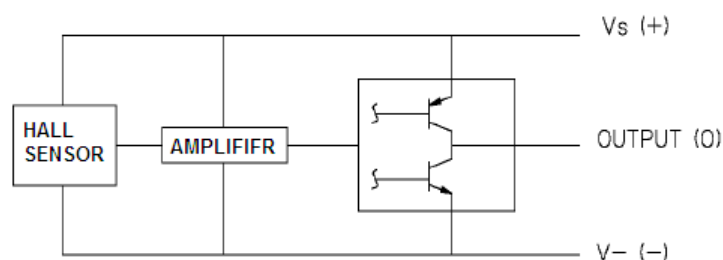 Vs (+)
HALL
SENSOR
AMPLIFIFR
OUTPUT (O)
V- (-)